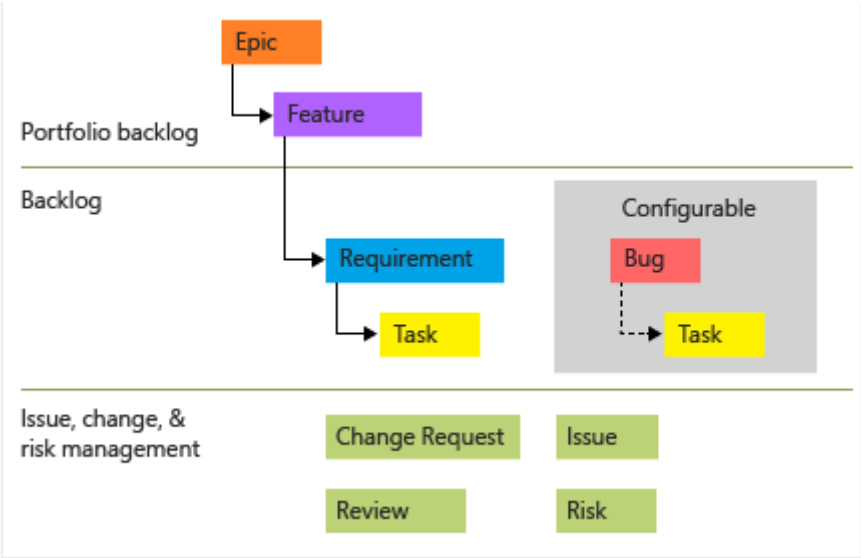 Epic
Feature
Portfolio backlog
Backlog
Configurable
Requirement
Bug
Task
Task
Issue, change, &
risk management
Change Request
Issue
Review
Risk